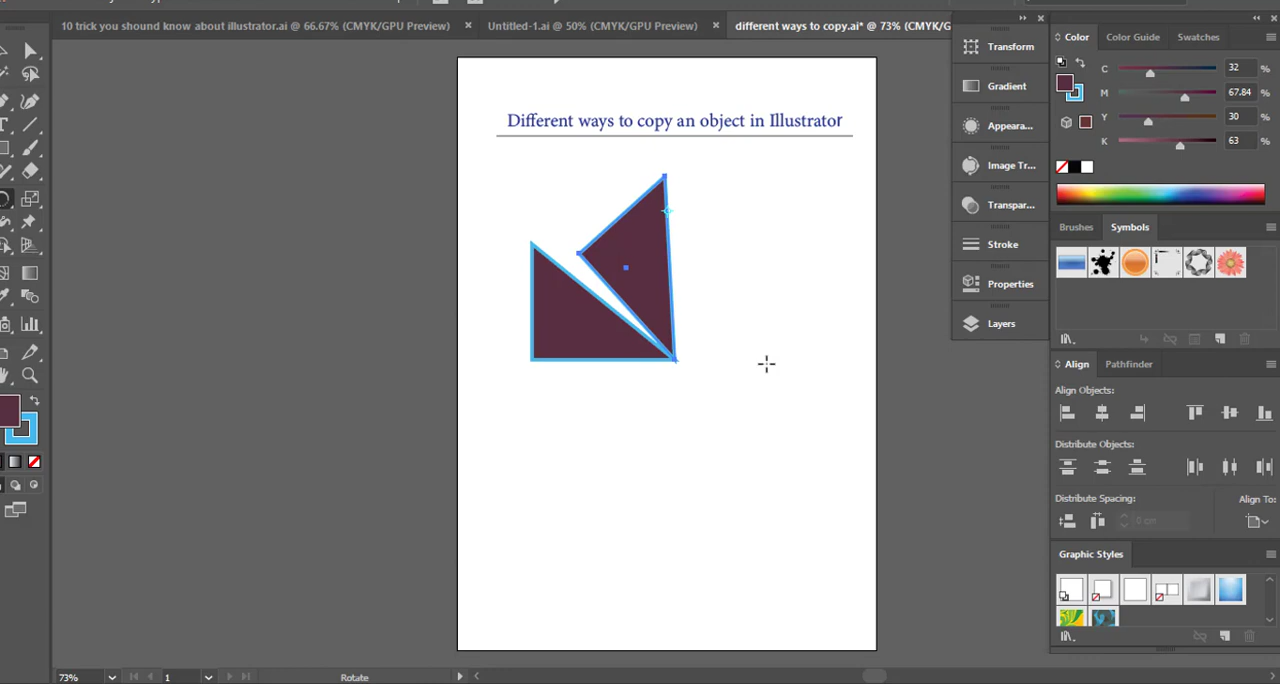 10 trick you shound know about illustrator.ai @ 66.67% (CMYK/GPU Preview)
Untitled-1.ai @ 50% (CMYK/GPU Preview)
different ways to copy.ai* @ 73% (CMYK/G
Different ways to copy an object in Illustrator
Transform
Gradient
Appeara...
Image Tr...
Transpar...
Stroke
Properties
Layers
Color
Color Guide
Swatches
C 32 %
M 67.84 %
Y 30 %
K 63 %
Brushes
Symbols
Align
Pathfinder
Align Objects:
Distribute Objects:
Distribute Spacing:
Align To:
0 cm
Graphic Styles
73%
1
Rotate